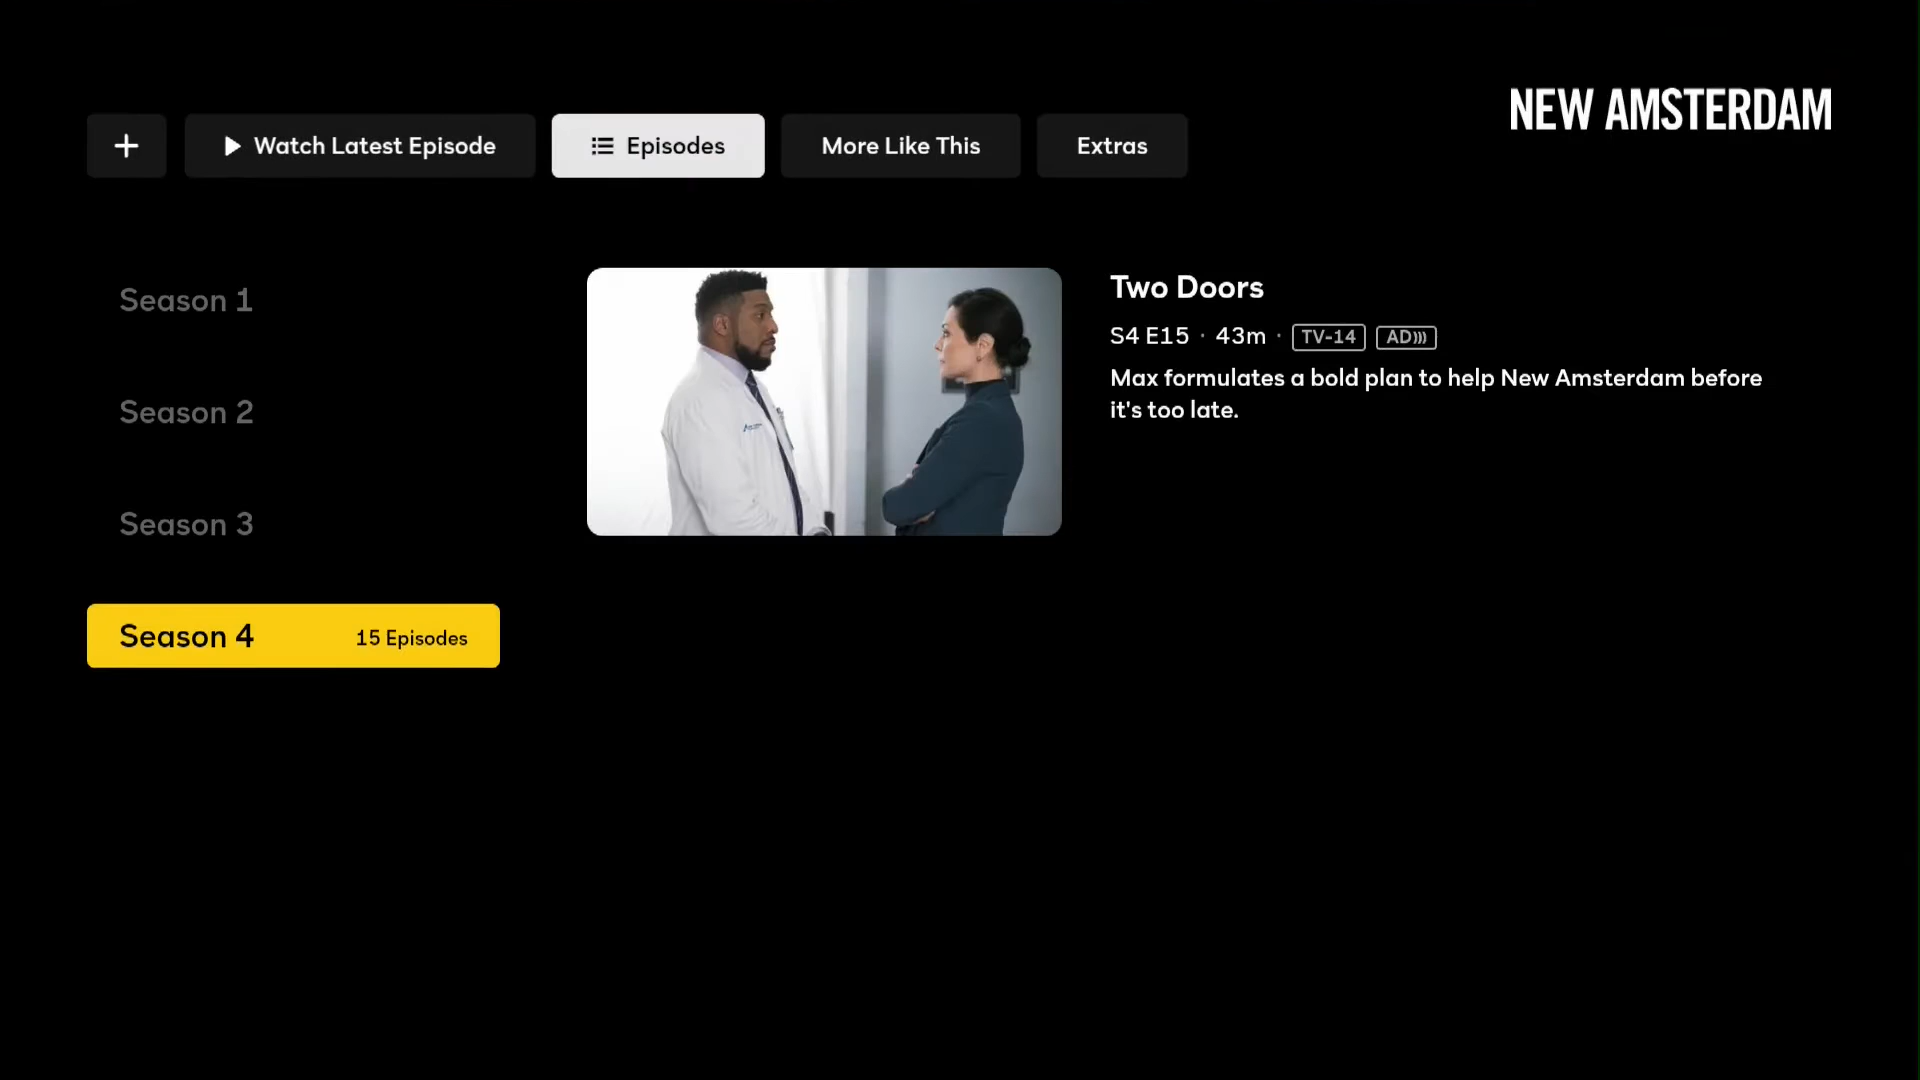 NEW AMSTERDAM
+ Watch Latest Episode Episodes More Like This Extras
Season 1
Season 2
Season 3
Season 4 15 Episodes
Two Doors
S4 E15 · 43m · TV-14 AD)))
Max formulates a bold plan to help New Amsterdam before
it's too late.